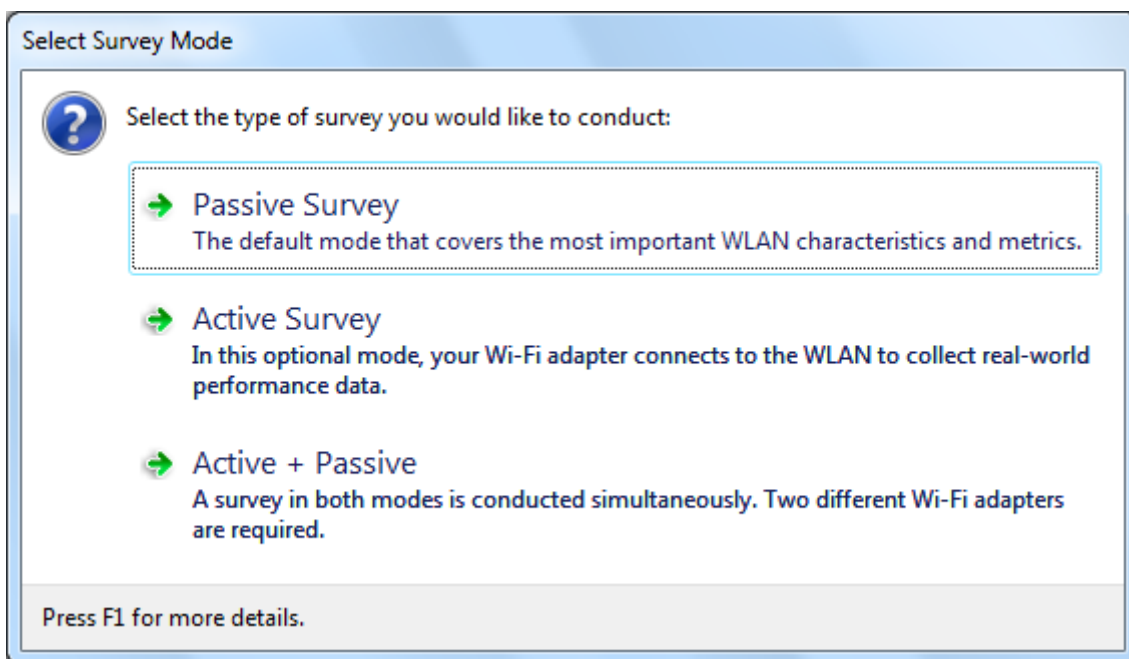 Select Survey Mode
Select the type of survey you would like to conduct:
Passive Survey
The default mode that covers the most important WLAN characteristics and metrics.
Active Survey
In this optional mode, your Wi-Fi adapter connects to the WLAN to collect real-world
performance data.
Active + Passive
A survey in both modes is conducted simultaneously. Two different Wi-Fi adapters
are required.
Press F1 for more details.